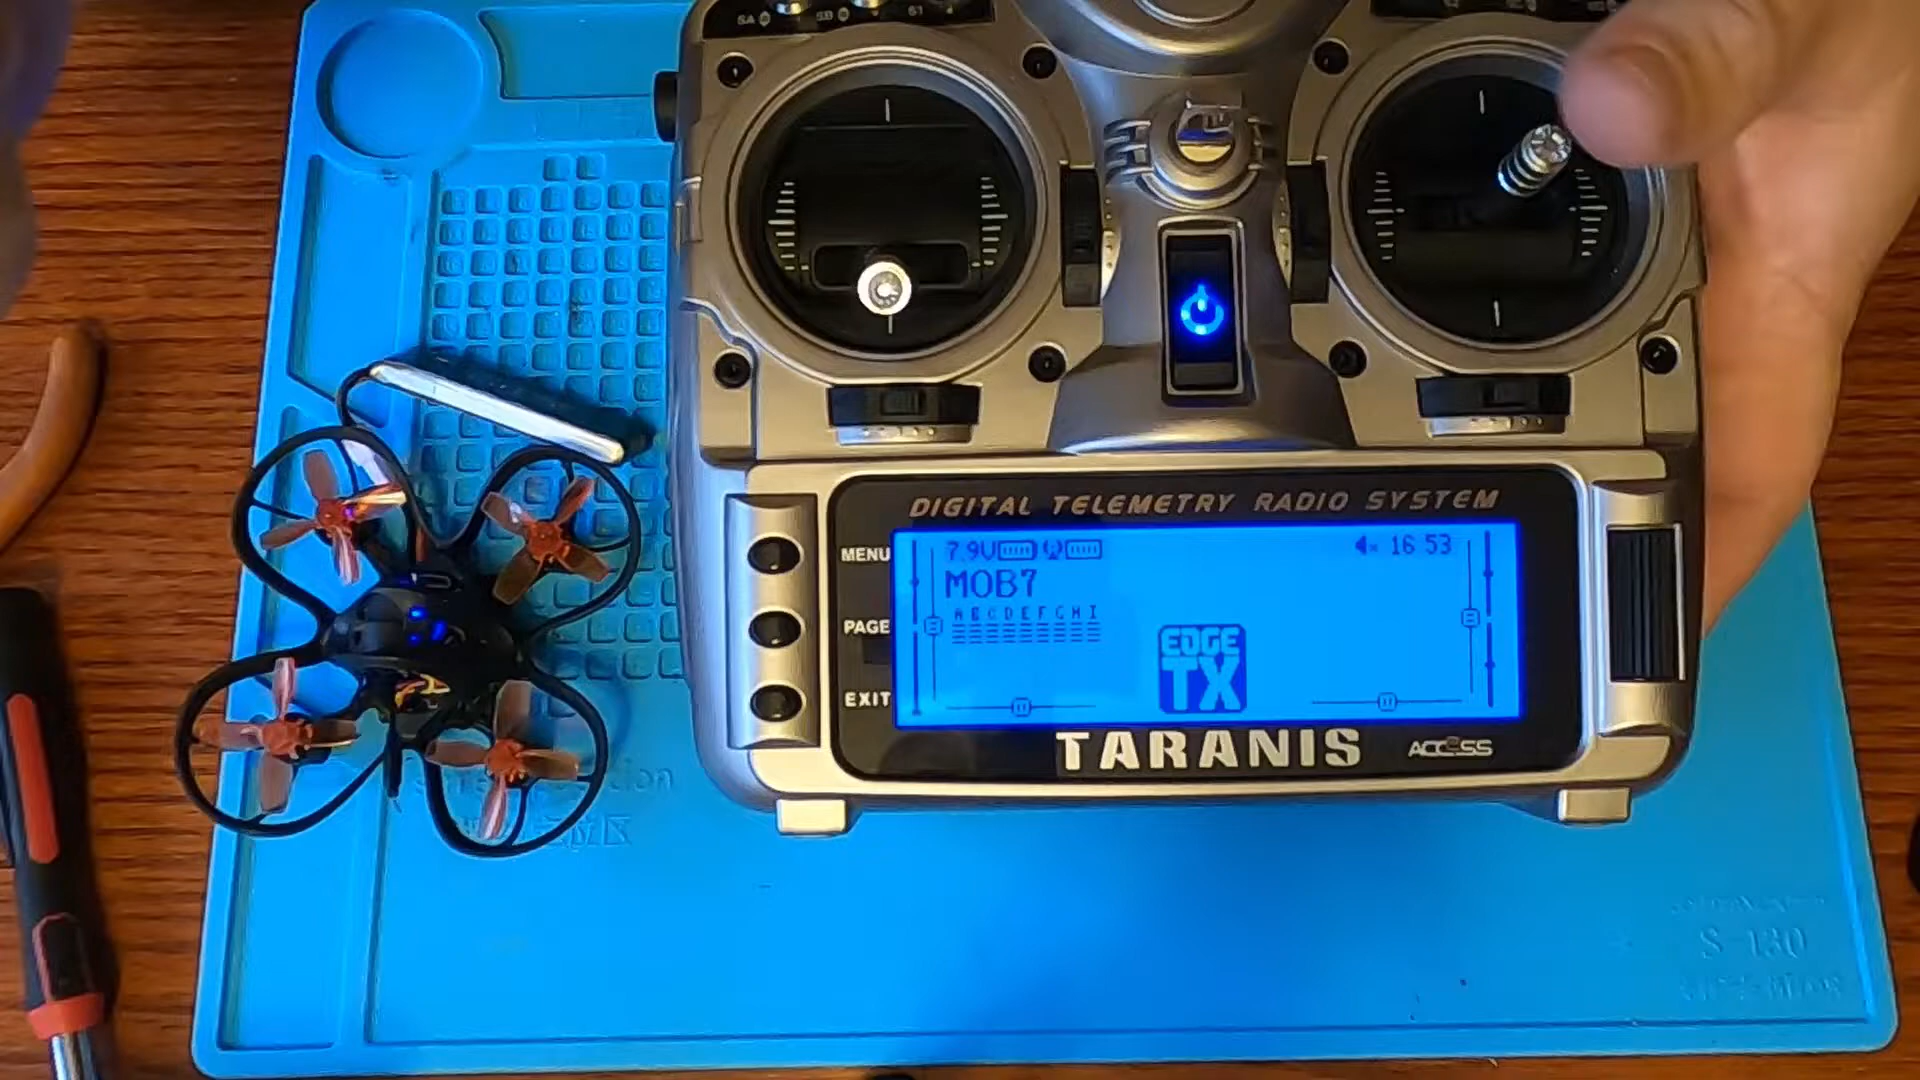 SA SB S1
DIGITAL TELEMETRY RADIO SYSTEM
MENU
7.9V 16:53
MOB7
ABCDEFGHI
PAGE
EDGE
TX
EXIT
TARANIS ACCESS
S-130